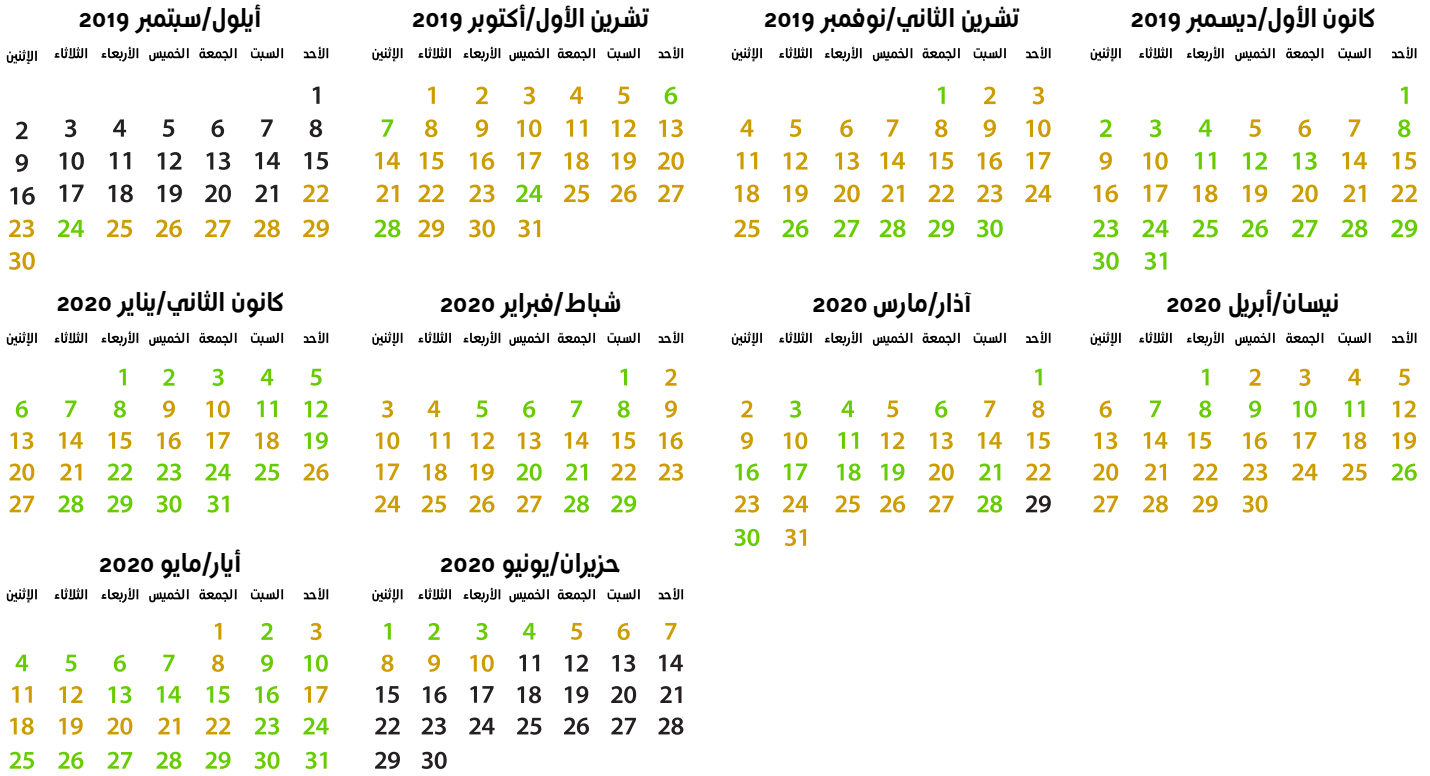 أيلول/سبتمبر 2019
الإثنين الثلاثاء الأربعاء الخميس الجمعة السبت الأحد
1
2 3 4 5 6 7 8
9 10 11 12 13 14 15
16 17 18 19 20 21 22
23 24 25 26 27 28 29
30
تشرين الأول/أكتوبر 2019
الإثنين الثلاثاء الأربعاء الخميس الجمعة السبت الأحد
1 2 3 4 5 6
7 8 9 10 11 12 13
14 15 16 17 18 19 20
21 22 23 24 25 26 27
28 29 30 31
تشرين الثاني/نوفمبر 2019
الإثنين الثلاثاء الأربعاء الخميس الجمعة السبت الأحد
1 2 3
4 5 6 7 8 9 10
11 12 13 14 15 16 17
18 19 20 21 22 23 24
25 26 27 28 29 30
كانون الأول/ديسمبر 2019
الإثنين الثلاثاء الأربعاء الخميس الجمعة السبت الأحد
1
2 3 4 5 6 7 8
9 10 11 12 13 14 15
16 17 18 19 20 21 22
23 24 25 26 27 28 29
30 31
كانون الثاني/يناير 2020
الإثنين الثلاثاء الأربعاء الخميس الجمعة السبت الأحد
1 2 3 4 5
6 7 8 9 10 11 12
13 14 15 16 17 18 19
20 21 22 23 24 25 26
27 28 29 30 31
شباط/فبراير 2020
الإثنين الثلاثاء الأربعاء الخميس الجمعة السبت الأحد
1 2
3 4 5 6 7 8 9
10 11 12 13 14 15 16
17 18 19 20 21 22 23
24 25 26 27 28 29
آذار/مارس 2020
الإثنين الثلاثاء الأربعاء الخميس الجمعة السبت الأحد
1
2 3 4 5 6 7 8
9 10 11 12 13 14 15
16 17 18 19 20 21 22
23 24 25 26 27 28 29
30 31
نيسان/أبريل 2020
الإثنين الثلاثاء الأربعاء الخميس الجمعة السبت الأحد
1 2 3 4 5
6 7 8 9 10 11 12
13 14 15 16 17 18 19
20 21 22 23 24 25 26
27 28 29 30
أيار/مايو 2020
الإثنين الثلاثاء الأربعاء الخميس الجمعة السبت الأحد
1 2 3
4 5 6 7 8 9 10
11 12 13 14 15 16 17
18 19 20 21 22 23 24
25 26 27 28 29 30 31
حزيران/يونيو 2020
الإثنين الثلاثاء الأربعاء الخميس الجمعة السبت الأحد
1 2 3 4 5 6 7
8 9 10 11 12 13 14
15 16 17 18 19 20 21
22 23 24 25 26 27 28
29 30